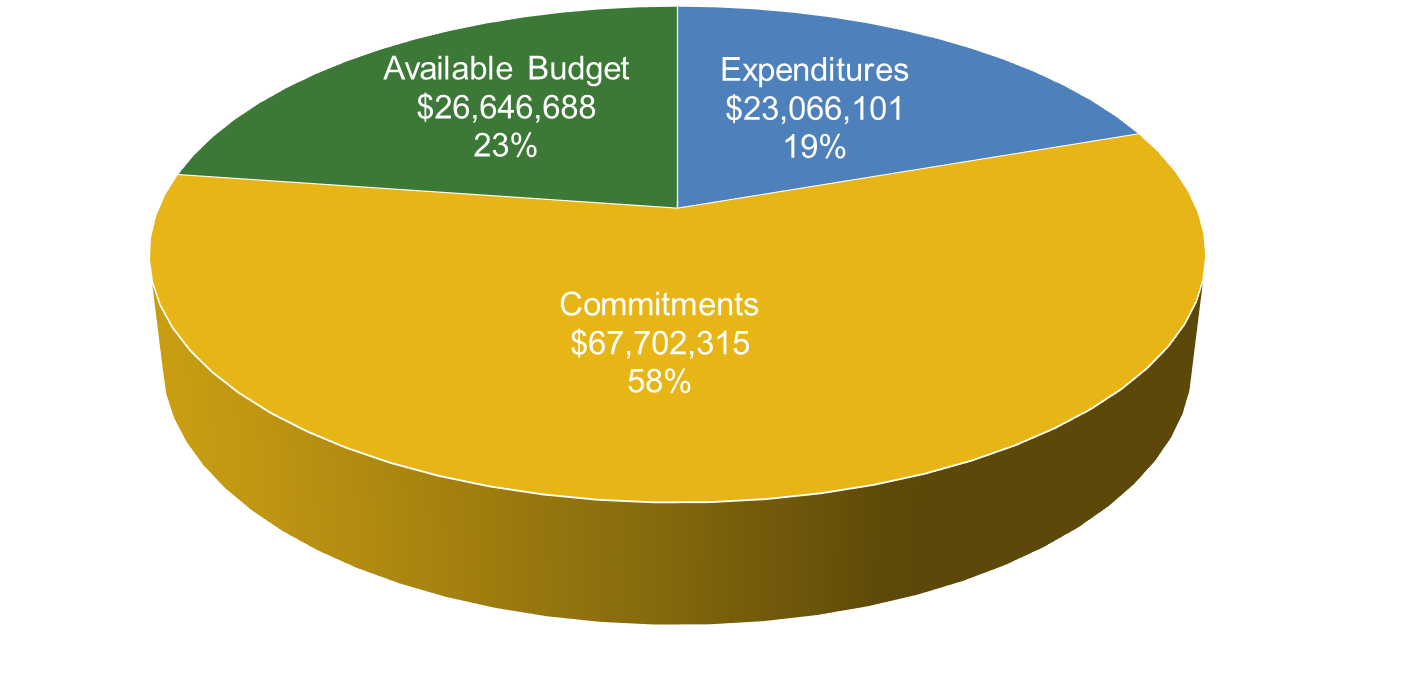 Available Budget
$26,646,688
23%
Expenditures
$23,066,101
19%
Commitments
$67,702,315
58%